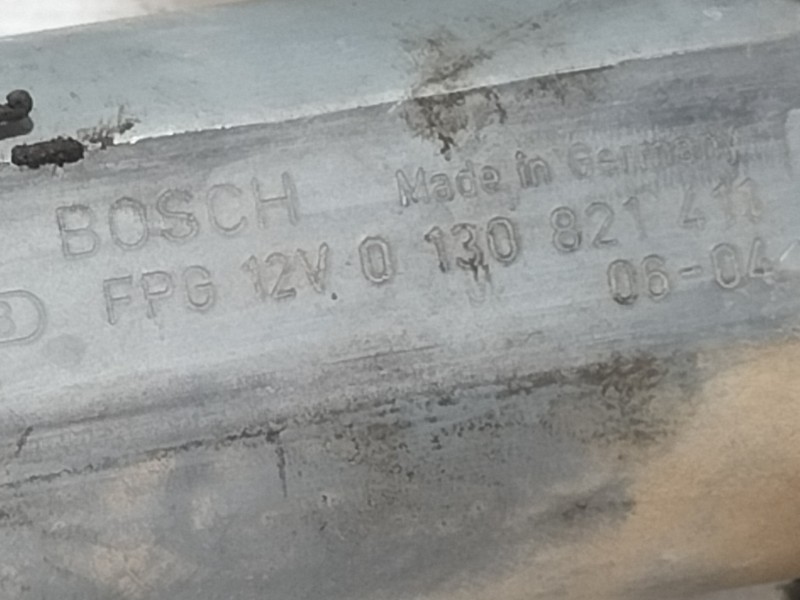 BOSCH Made in Germany
FPG 12V 0 130 821 411
06-04